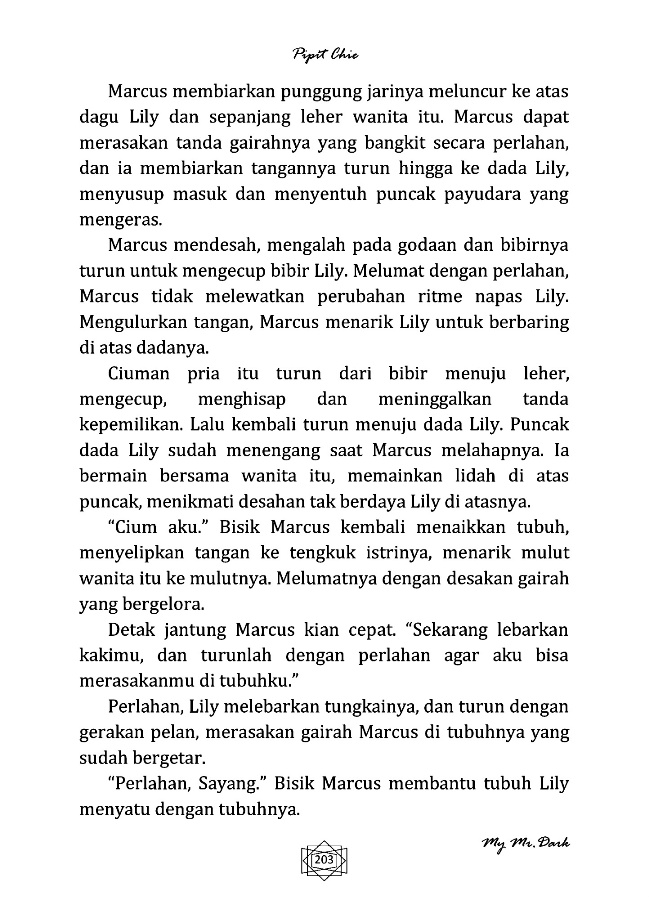 Pipit Chie
Marcus membiarkan punggung jarinya meluncur ke atas
dagu Lily dan sepanjang leher wanita itu. Marcus dapat
merasakan tanda gairahnya yang bangkit secara perlahan,
dan ia membiarkan tangannya turun hingga ke dada Lily,
menyusup masuk dan menyentuh puncak payudara yang
mengeras.
Marcus mendesah, mengalah pada godaan dan bibirnya
turun untuk mengecup bibir Lily. Melumat dengan perlahan,
Marcus tidak melewatkan perubahan ritme napas Lily.
Mengulurkan tangan, Marcus menarik Lily untuk berbaring
di atas dadanya.
Ciuman pria itu turun dari bibir menuju leher,
mengecup, menghisap dan meninggalkan tanda
kepemilikan. Lalu kembali turun menuju dada Lily. Puncak
dada Lily sudah menengang saat Marcus melahapnya. Ia
bermain bersama wanita itu, memainkan lidah di atas
puncak, menikmati desahan tak berdaya Lily di atasnya.
“Cium aku.” Bisik Marcus kembali menaikkan tubuh,
menyelipkan tangan ke tengkuk istrinya, menarik mulut
wanita itu ke mulutnya. Melumatnya dengan desakan gairah
yang bergelora.
Detak jantung Marcus kian cepat. “Sekarang lebarkan
kakimu, dan turunlah dengan perlahan agar aku bisa
merasakanmu di tubuhku.”
Perlahan, Lily melebarkan tungkainya, dan turun dengan
gerakan pelan, merasakan gairah Marcus di tubuhnya yang
sudah bergetar.
“Perlahan, Sayang.” Bisik Marcus membantu tubuh Lily
menyatu dengan tubuhnya.
My Mr. Dark
203